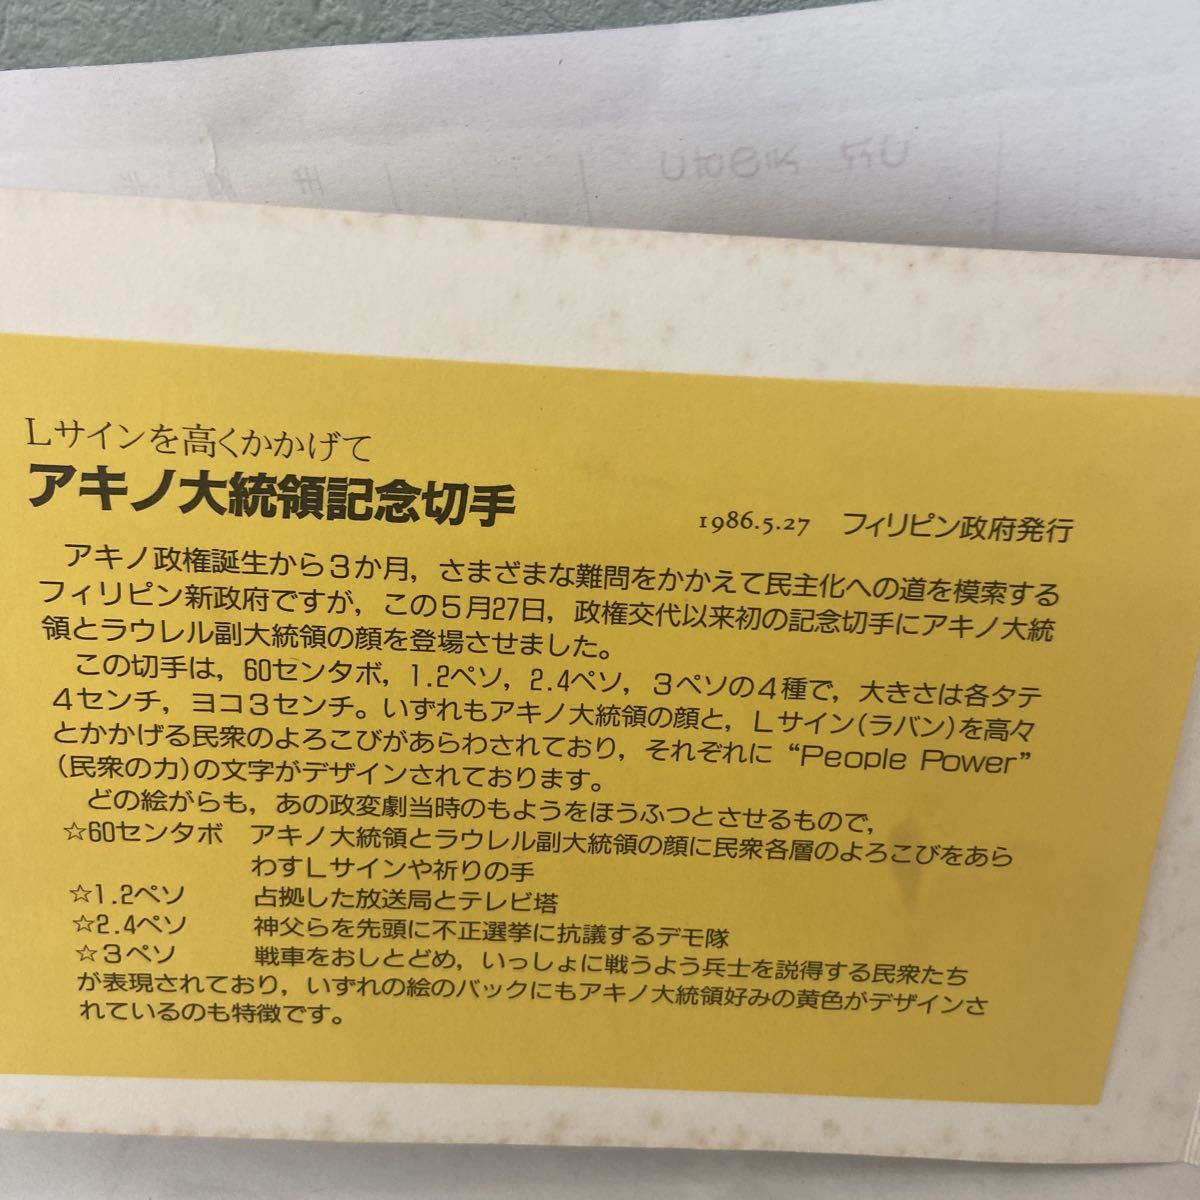 Lサインを高くかかげて
アキノ大統領記念切手
1986.5.27　フィリピン政府発行
アキノ政権誕生から3か月，さまざまな難問をかかえて民主化への道を模索する
フィリピン新政府ですが，この5月27日，政権交代以来初の記念切手にアキノ大統
領とラウレル副大統領の顔を登場させました。
この切手は，60センタボ，1.2ペソ，2.4ペソ，3ペソの4種で，大きさは各タテ
4センチ，ヨコ3センチ。いずれもアキノ大統領の顔と，Lサイン（ラバン）を高々
とかかげる民衆のよろこびがあらわされており，それぞれに“People Power”
（民衆の力）の文字がデザインされております。
どの絵がらも，あの政変劇当時のもようをほうふつとさせるもので，
☆60センタボ　アキノ大統領とラウレル副大統領の顔に民衆各層のよろこびをあら
わすLサインや祈りの手
☆1.2ペソ　占拠した放送局とテレビ塔
☆2.4ペソ　神父らを先頭に不正選挙に抗議するデモ隊
☆3ペソ　戦車をおしとどめ，いっしょに戦うよう兵士を説得する民衆たち
が表現されており，いずれの絵のバックにもアキノ大統領好みの黄色がデザインさ
れているのも特徴です。